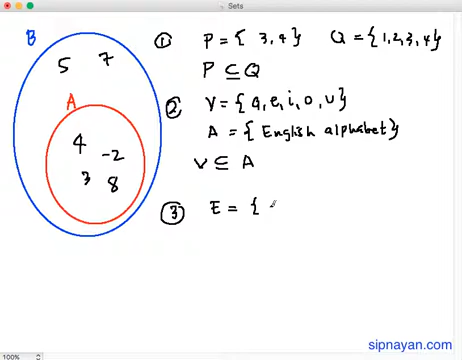 Sets
B
5 7
A
4
-2
3
8
① P = { 3, 4 } Q = { 1, 2, 3, 4 }
P ⊆ Q
② V = { a, e, i, o, u }
A = { English alphabet }
V ⊆ A
③ E = {
sipnayan.com
100%